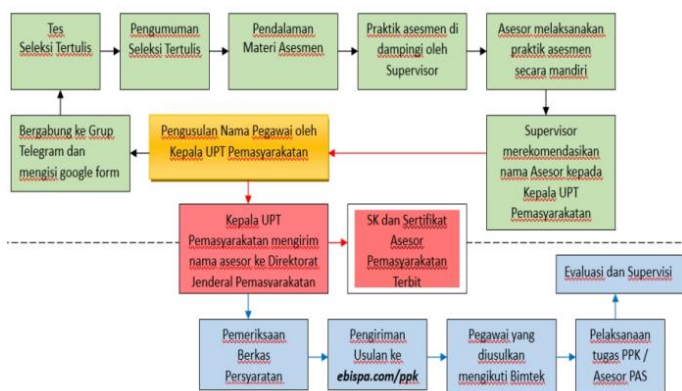 Tes
Seleksi Tertulis
Pengumuman
Seleksi Tertulis
Pendalaman
Materi Asesmen
Praktik asesmen di
dampingi oleh
Supervisor
Asesor melaksanakan
praktik asesmen
secara mandiri
Bergabung ke Grup
Telegram dan
mengisi google form
Pengusulan Nama Pegawai oleh
Kepala UPT Pemasyarakatan
Supervisor
merekomendasikan
nama Asesor kepada
Kepala UPT
Pemasyarakatan
Kepala UPT
Pemasyarakatan mengirim
nama asesor ke Direktorat
Jenderal Pemasyarakatan
SK dan Sertifikat
Asesor
Pemasyarakatan
Terbit
Evaluasi dan Supervisi
Pemeriksaan
Berkas
Persyaratan
Pengiriman
Usulan ke
ebispa.com/ppk
Pegawai yang
diusulkan
mengikuti Bimtek
Pelaksanaan
tugas PPK /
Asesor PAS